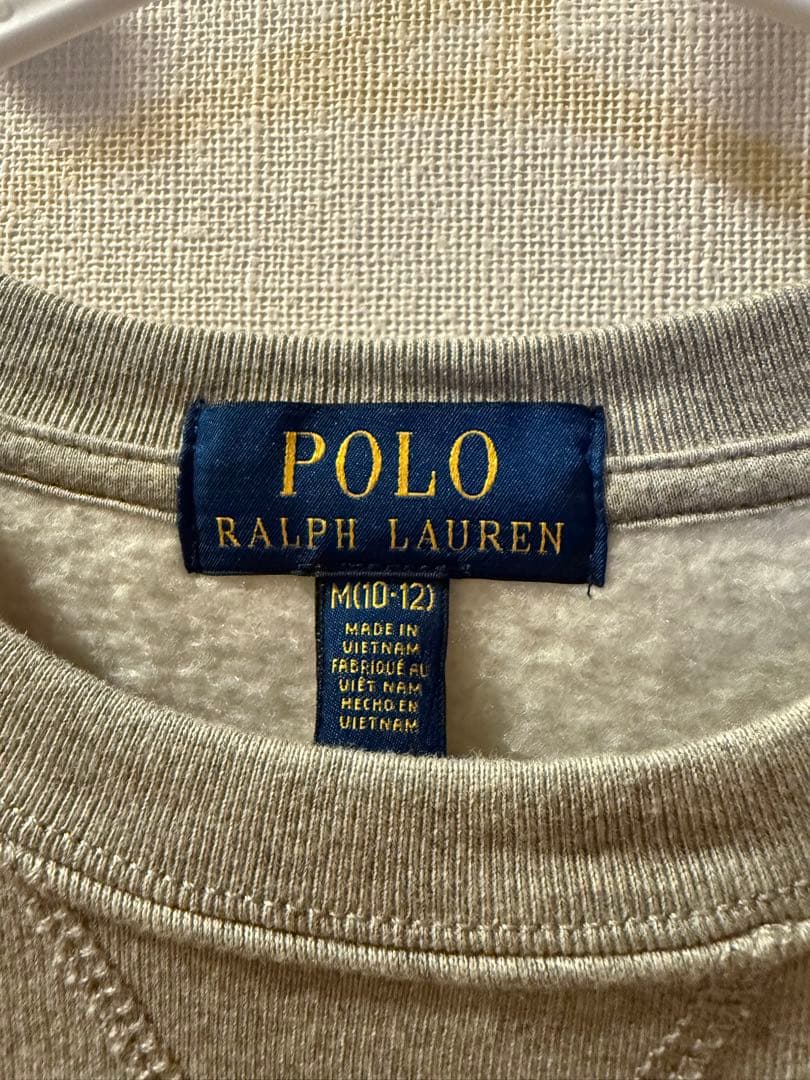 POLO
RALPH LAUREN
M(10-12)
MADE IN
VIETNAM
FABRIQUÉ AU
VIÊT NAM
HECHO EN
VIETNAM